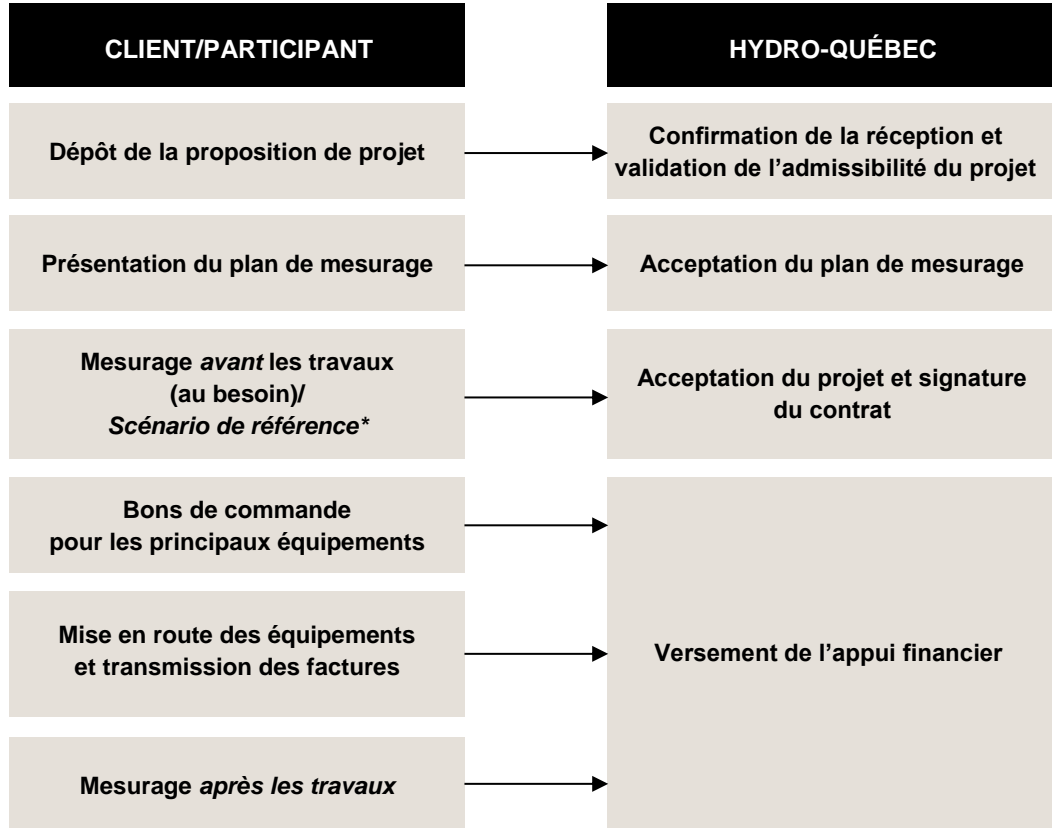 CLIENT/PARTICIPANT
HYDRO-QUÉBEC
Dépôt de la proposition de projet
Confirmation de la réception et
validation de l’admissibilité du projet
Présentation du plan de mesurage
Acceptation du plan de mesurage
Mesurage avant les travaux
(au besoin)/
Scénario de référence*
Acceptation du projet et signature
du contrat
Bons de commande
pour les principaux équipements
Mise en route des équipements
et transmission des factures
Versement de l’appui financier
Mesurage après les travaux